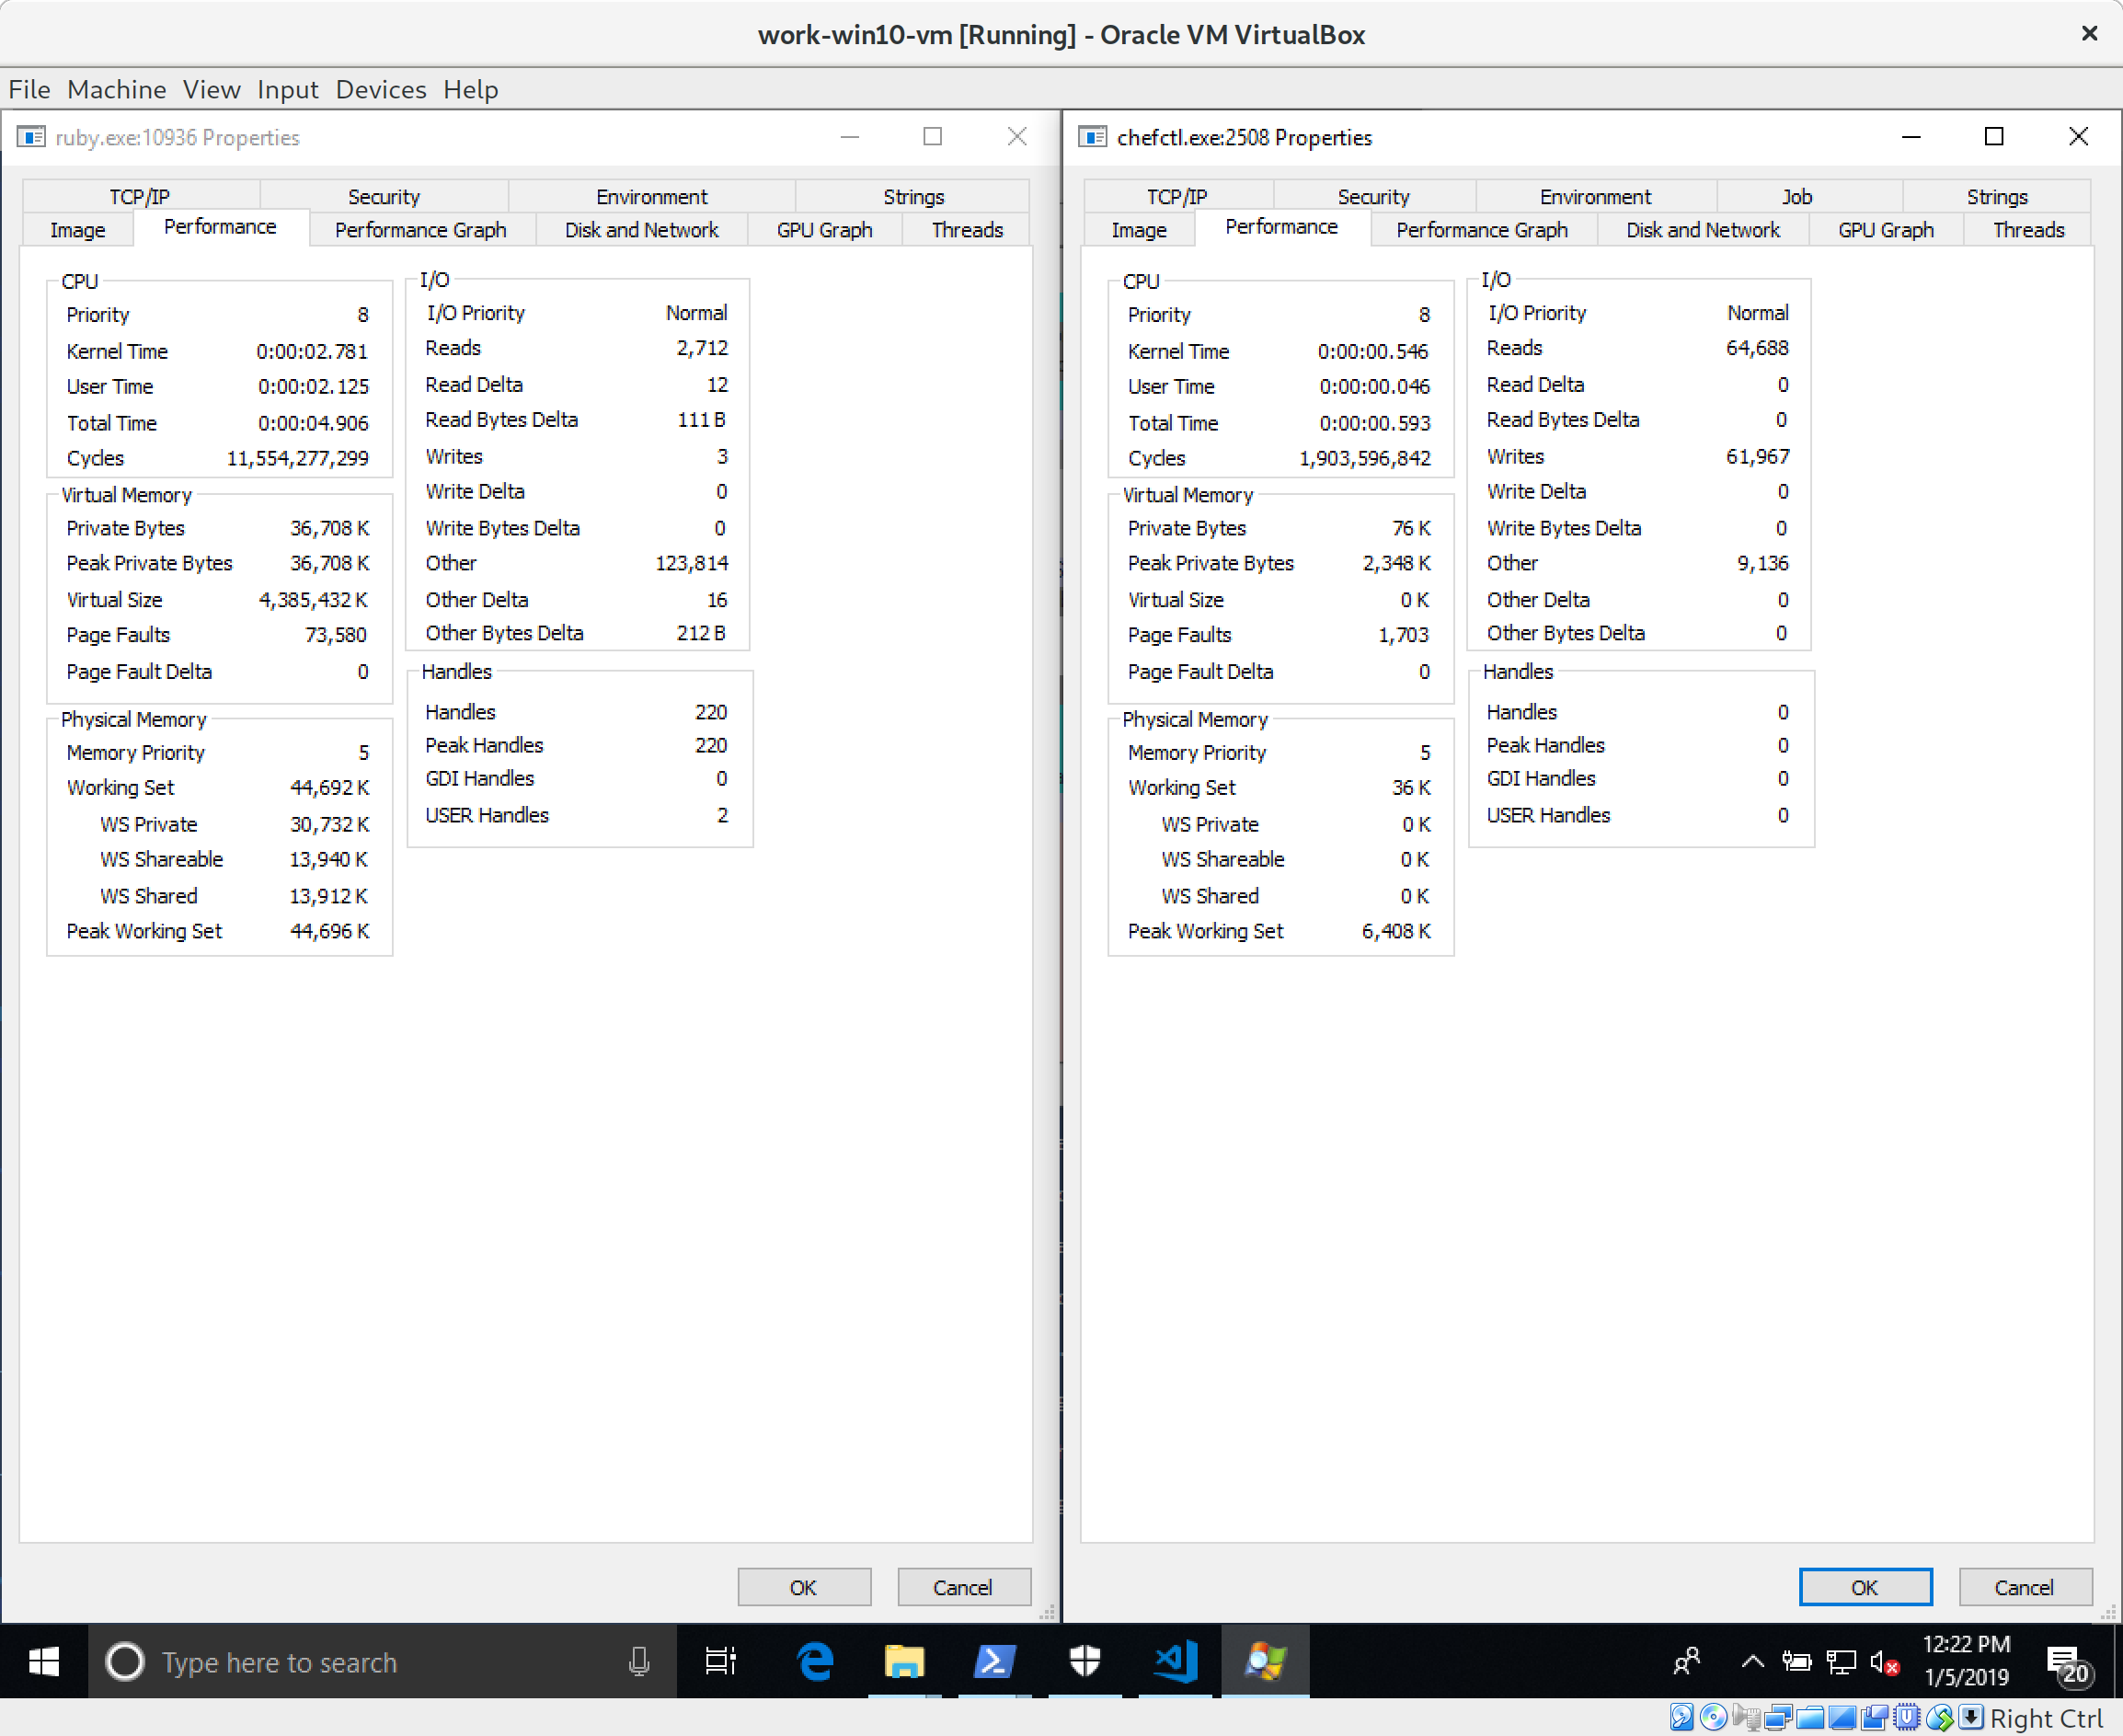 work-win10-vm [Running] - Oracle VM VirtualBox
File Machine View Input Devices Help
ruby.exe:10936 Properties
TCP/IP Security Environment Strings
Image Performance Performance Graph Disk and Network GPU Graph Threads
CPU
Priority 8
Kernel Time 0:00:02.781
User Time 0:00:02.125
Total Time 0:00:04.906
Cycles 11,554,277,299
Virtual Memory
Private Bytes 36,708 K
Peak Private Bytes 36,708 K
Virtual Size 4,385,432 K
Page Faults 73,580
Page Fault Delta 0
Physical Memory
Memory Priority 5
Working Set 44,692 K
WS Private 30,732 K
WS Shareable 13,940 K
WS Shared 13,912 K
Peak Working Set 44,696 K
I/O
I/O Priority Normal
Reads 2,712
Read Delta 12
Read Bytes Delta 111 B
Writes 3
Write Delta 0
Write Bytes Delta 0
Other 123,814
Other Delta 16
Other Bytes Delta 212 B
Handles
Handles 220
Peak Handles 220
GDI Handles 0
USER Handles 2
OK Cancel
chefctl.exe:2508 Properties
TCP/IP Security Environment Job Strings
Image Performance Performance Graph Disk and Network GPU Graph Threads
CPU
Priority 8
Kernel Time 0:00:00.546
User Time 0:00:00.046
Total Time 0:00:00.593
Cycles 1,903,596,842
Virtual Memory
Private Bytes 76 K
Peak Private Bytes 2,348 K
Virtual Size 0 K
Page Faults 1,703
Page Fault Delta 0
Physical Memory
Memory Priority 5
Working Set 36 K
WS Private 0 K
WS Shareable 0 K
WS Shared 0 K
Peak Working Set 6,408 K
I/O
I/O Priority Normal
Reads 64,688
Read Delta 0
Read Bytes Delta 0
Writes 61,967
Write Delta 0
Write Bytes Delta 0
Other 9,136
Other Delta 0
Other Bytes Delta 0
Handles
Handles 0
Peak Handles 0
GDI Handles 0
USER Handles 0
OK Cancel
Type here to search
12:22 PM
1/5/2019
20
Right Ctrl